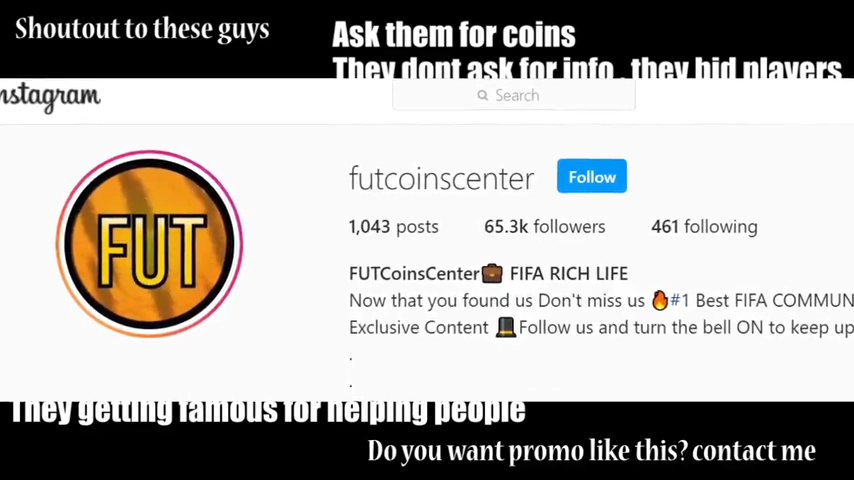 Shoutout to these guys
Ask them for coins
They dont ask for info , they bid players
nstagram
Search
FUT
futcoinscenter Follow
1,043 posts 65.3k followers 461 following
FUTCoinsCenter💼 FIFA RICH LIFE
Now that you found us Don't miss us 🔥#1 Best FIFA COMMUN
Exclusive Content 🎩Follow us and turn the bell ON to keep up
.
.
They getting famous for helping people
Do you want promo like this? contact me